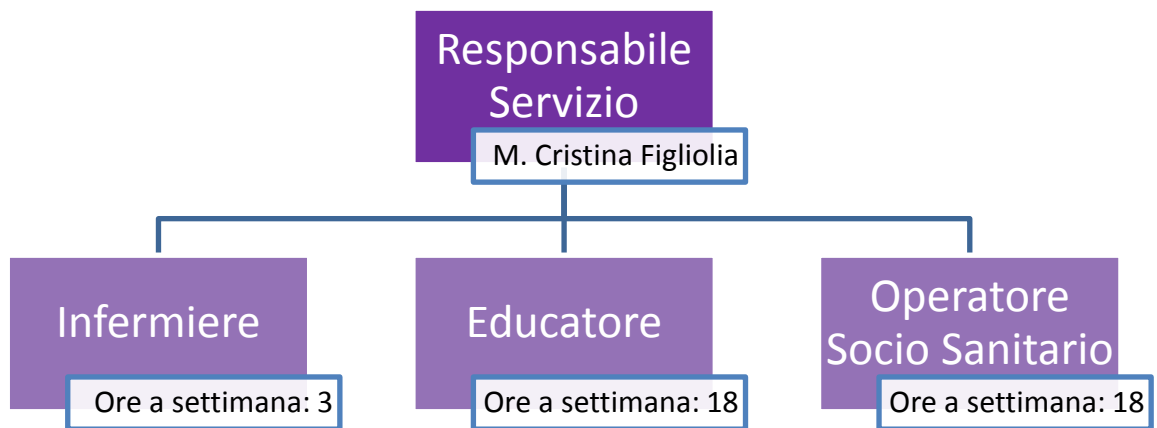 Responsabile
Servizio
M. Cristina Figliolia
Infermiere
Ore a settimana: 3
Educatore
Ore a settimana: 18
Operatore
Socio Sanitario
Ore a settimana: 18